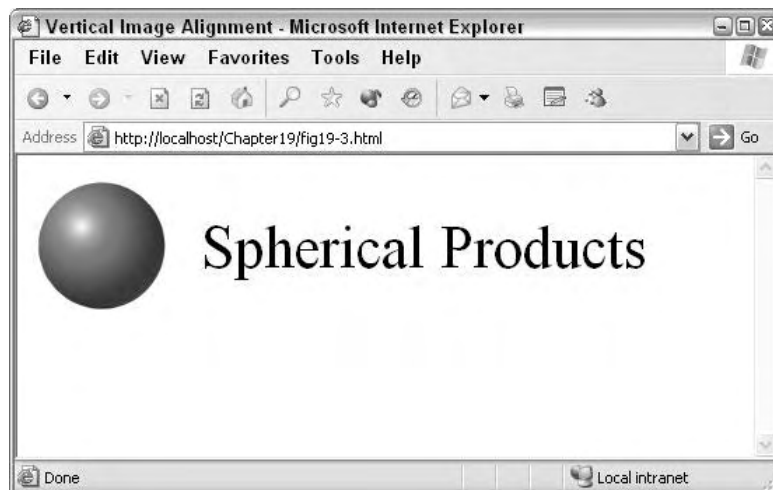 Vertical Image Alignment - Microsoft Internet Explorer
File Edit View Favorites Tools Help
Address http://localhost/Chapter19/fig19-3.html Go
Spherical Products
Done Local intranet